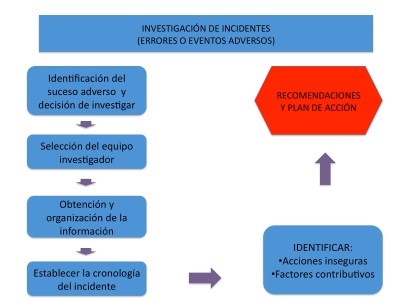 INVESTIGACIÓN DE INCIDENTES
(ERRORES O EVENTOS ADVERSOS)
Identificación del
suceso adverso y
decisión de investigar
Selección del equipo
investigador
Obtención y
organización de la
información
Establecer la cronología
del incidente
IDENTIFICAR:
•Acciones inseguras
•Factores contributivos
RECOMENDACIONES
Y PLAN DE ACCIÓN